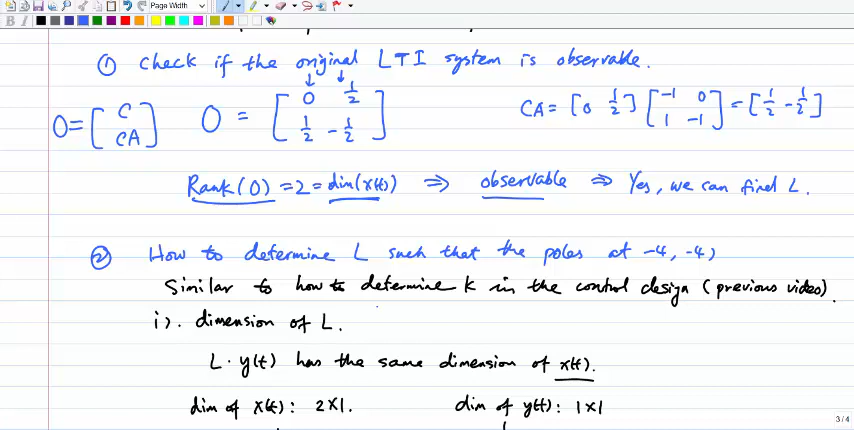 Page Width
① Check if the original LTI system is observable.
O = [ C CA ] O = [ 0 1/2 1/2 -1/2 ] CA = [ 0 1/2 ] [ -1 0 1 -1 ] = [ 1/2 -1/2 ]
Rank(O) = 2 = dim(x(t)) ⇒ observable ⇒ Yes, we can find L.
② How to determine L such that the poles at -4, -4)
Similar to how to determine K in the control design (previous video).
i). dimension of L.
L·y(t) has the same dimension of x(t).
dim of x(t): 2×1. dim of y(t): 1×1
3/4